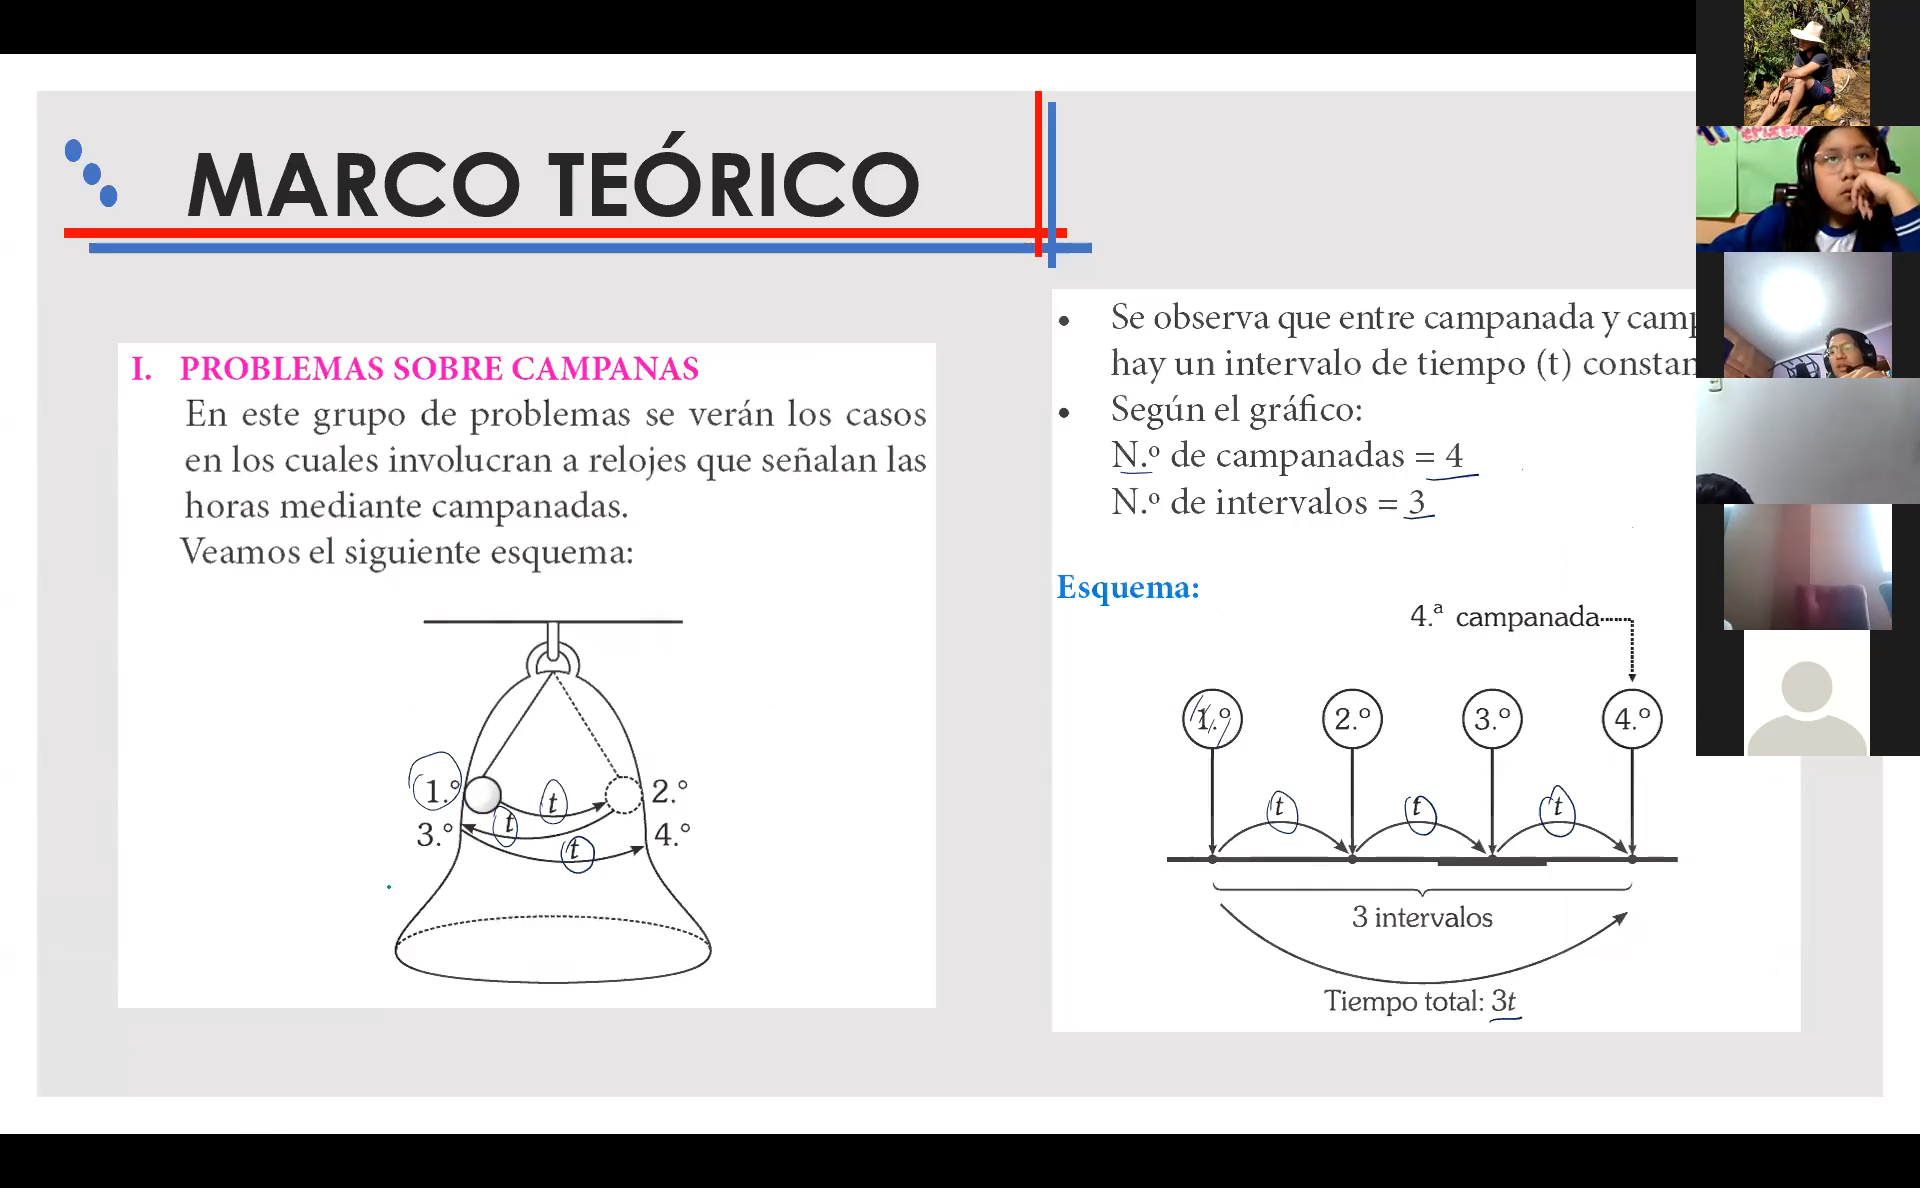 MARCO TEÓRICO
I. PROBLEMAS SOBRE CAMPANAS
En este grupo de problemas se verán los casos
en los cuales involucran a relojes que señalan las
horas mediante campanadas.
Veamos el siguiente esquema:
1.° t 2.°
3.° t 4.°
t
• Se observa que entre campanada y
hay un intervalo de tiempo (t)
• Según el gráfico:
N.º de campanadas = 4
N.º de intervalos = 3
Esquema:
4.ª campanada
1.º 2.º 3.º 4.º
t t t
3 intervalos
Tiempo total: 3t